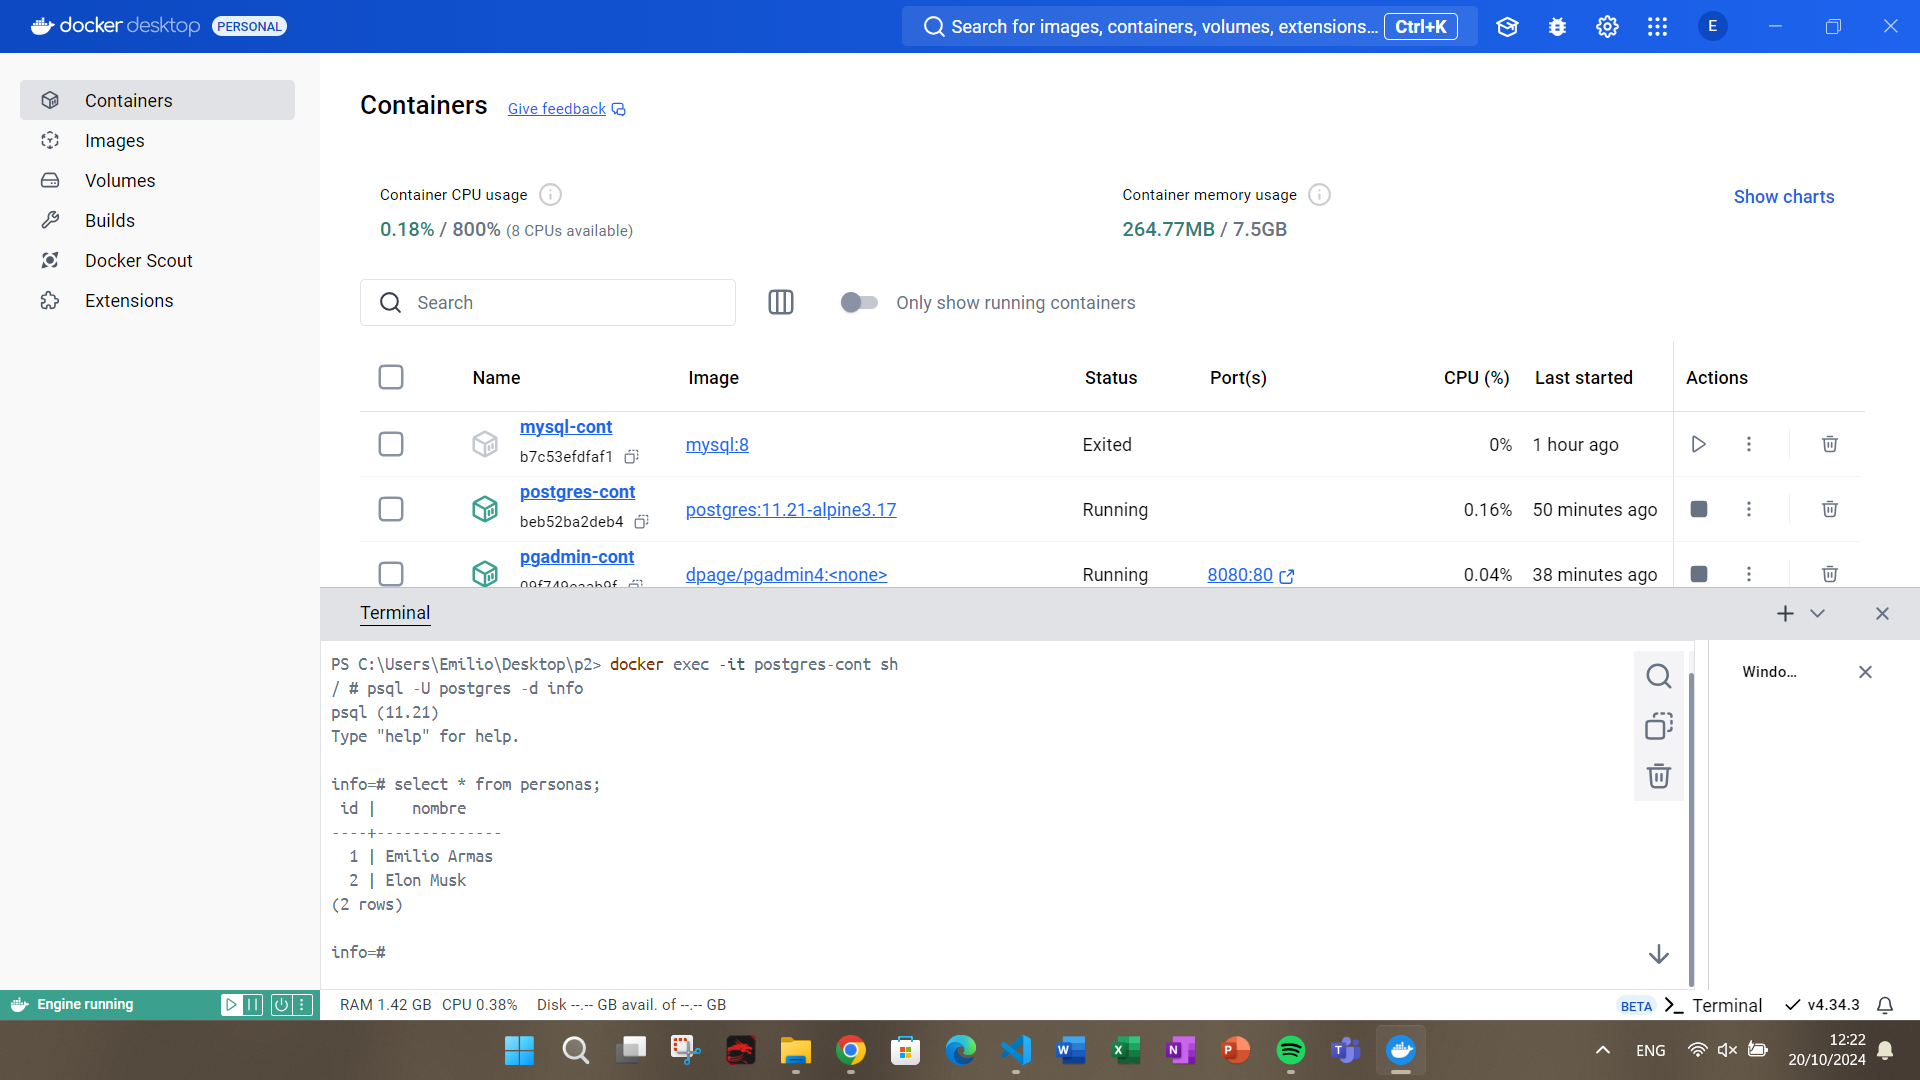 docker desktop PERSONAL
Search for images, containers, volumes, extensions... Ctrl+K
E
Containers
Images
Volumes
Builds
Docker Scout
Extensions
Containers Give feedback
Container CPU usage
0.18% / 800% (8 CPUs available)
Container memory usage
264.77MB / 7.5GB
Show charts
Search
Only show running containers
Name Image Status Port(s) CPU (%) Last started Actions
mysql-cont
b7c53efdfaf1
mysql:8 Exited 0% 1 hour ago
postgres-cont
beb52ba2deb4
postgres:11.21-alpine3.17 Running 0.16% 50 minutes ago
pgadmin-cont
dpage/pgadmin4:<none> Running 8080:80 0.04% 38 minutes ago
Terminal
PS C:\Users\Emilio\Desktop\p2> docker exec -it postgres-cont sh
/ # psql -U postgres -d info
psql (11.21)
Type "help" for help.
info=# select * from personas;
id | nombre
----+--------------
1 | Emilio Armas
2 | Elon Musk
(2 rows)
info=#
Windo...
Engine running
RAM 1.42 GB CPU 0.38% Disk --.-- GB avail. of --.-- GB
BETA Terminal v4.34.3
ENG
12:22
20/10/2024